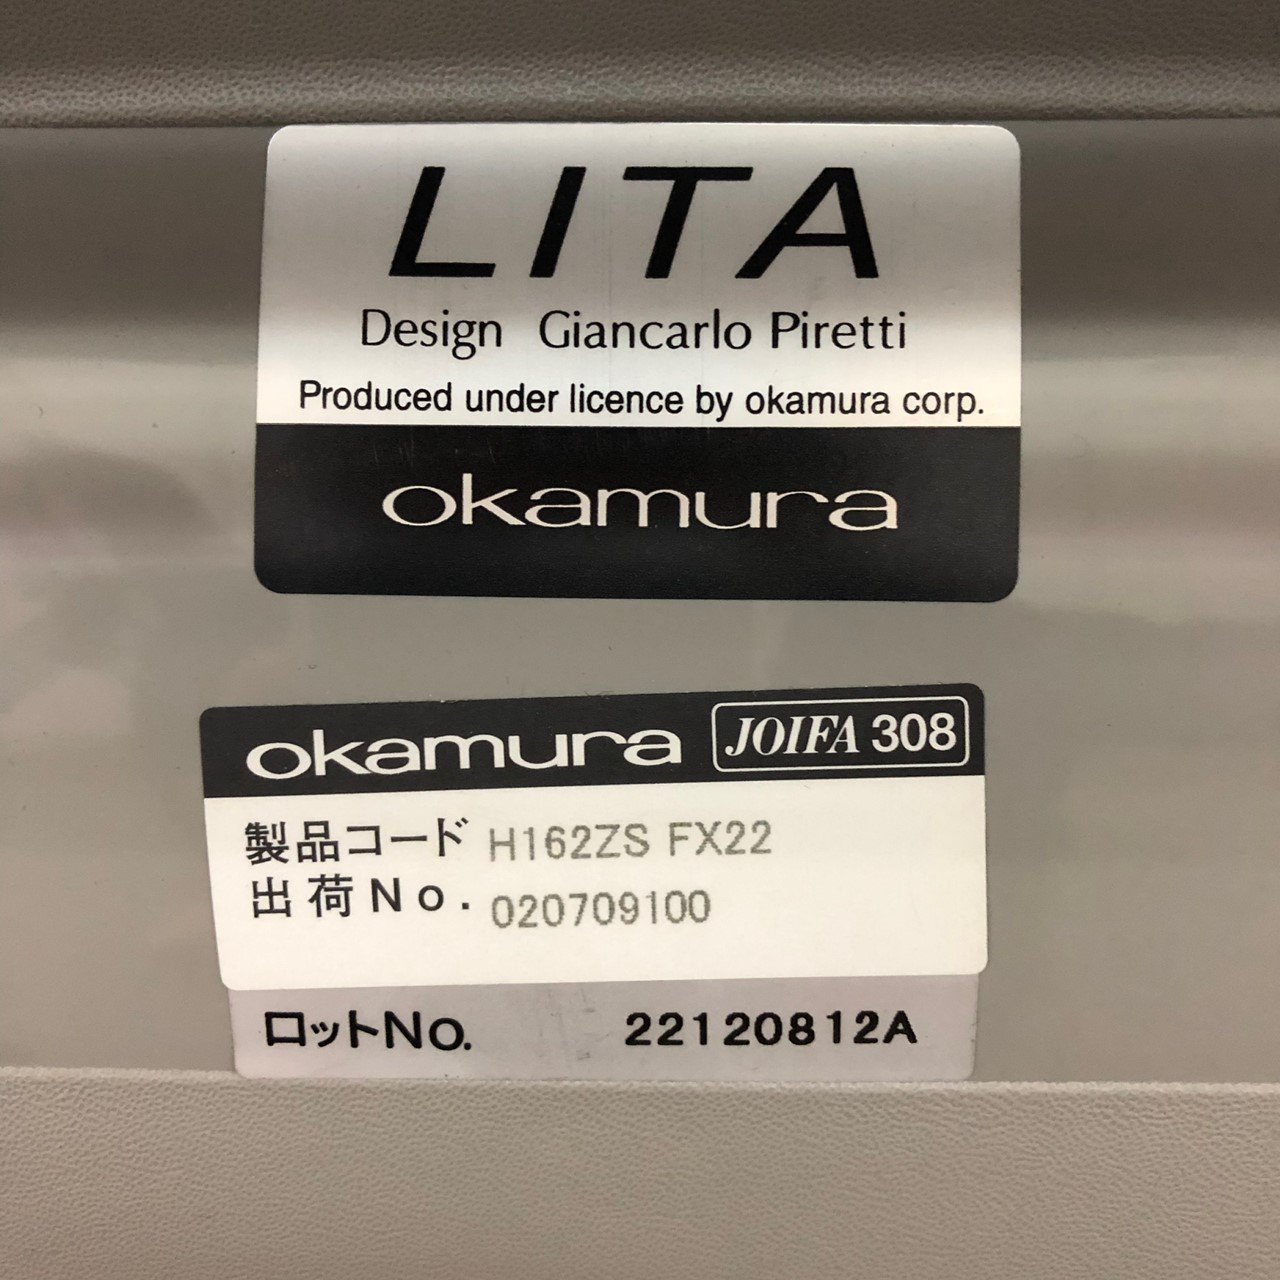 LITA
Design Giancarlo Piretti
Produced under licence by okamura corp.
okamura
okamura JOIFA 308
製品コード H162ZS FX22
出荷No. 020709100
ロットNo. 22120812A